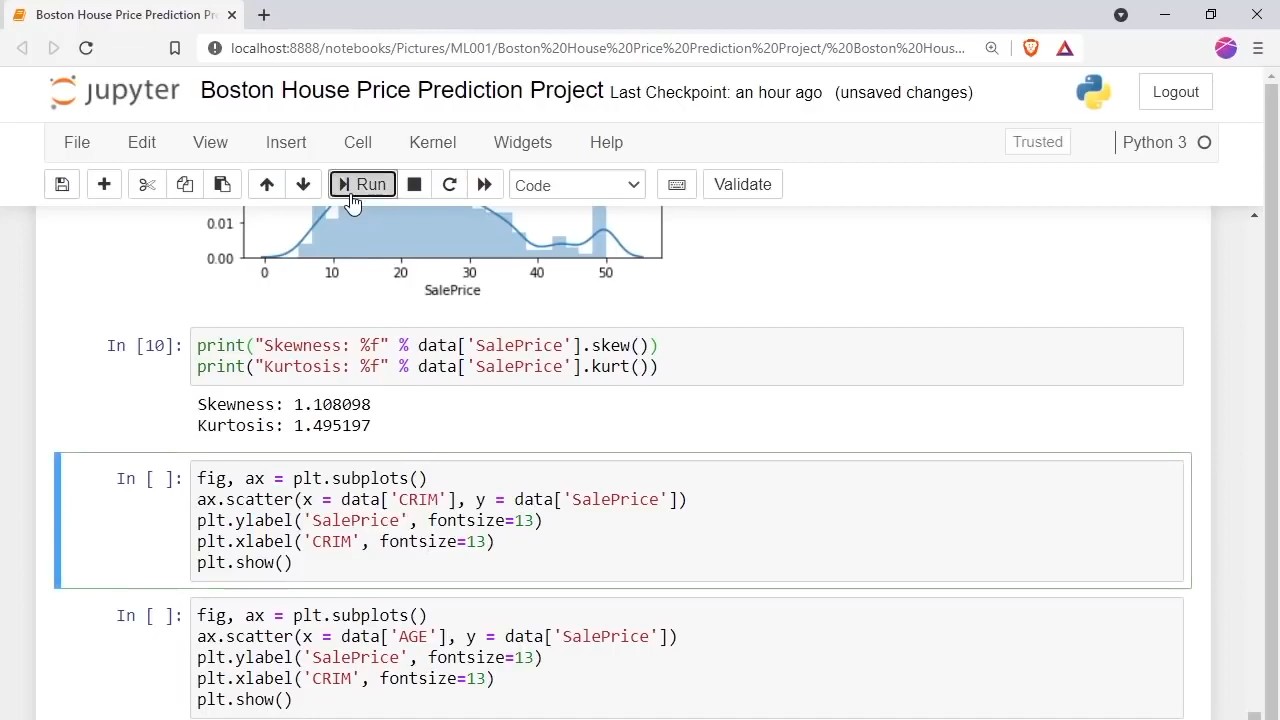 Boston House Price Prediction Pr
localhost:8888/notebooks/Pictures/ML001/Boston%20House%20Price%20Prediction%20Project/%20Boston%20Hous...
jupyter Boston House Price Prediction Project Last Checkpoint: an hour ago (unsaved changes)
Logout
File Edit View Insert Cell Kernel Widgets Help
Trusted
Python 3
Run
Code
Validate
0.01
0.00
0 10 20 30 40 50
SalePrice
In [10]: print("Skewness: %f" % data['SalePrice'].skew())
print("Kurtosis: %f" % data['SalePrice'].kurt())
Skewness: 1.108098
Kurtosis: 1.495197
In [ ]: fig, ax = plt.subplots()
ax.scatter(x = data['CRIM'], y = data['SalePrice'])
plt.ylabel('SalePrice', fontsize=13)
plt.xlabel('CRIM', fontsize=13)
plt.show()
In [ ]: fig, ax = plt.subplots()
ax.scatter(x = data['AGE'], y = data['SalePrice'])
plt.ylabel('SalePrice', fontsize=13)
plt.xlabel('CRIM', fontsize=13)
plt.show()